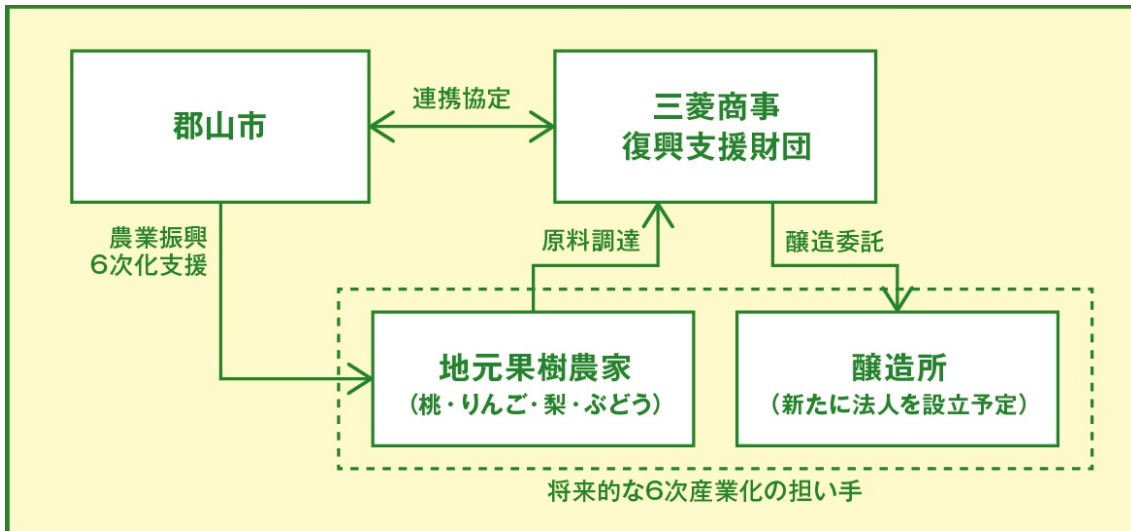 郡山市
連携協定
三菱商事
復興支援財団
農業振興
6次化支援
原料調達
醸造委託
地元果樹農家
（桃・りんご・梨・ぶどう）
醸造所
（新たに法人を設立予定）
将来的な6次産業化の担い手